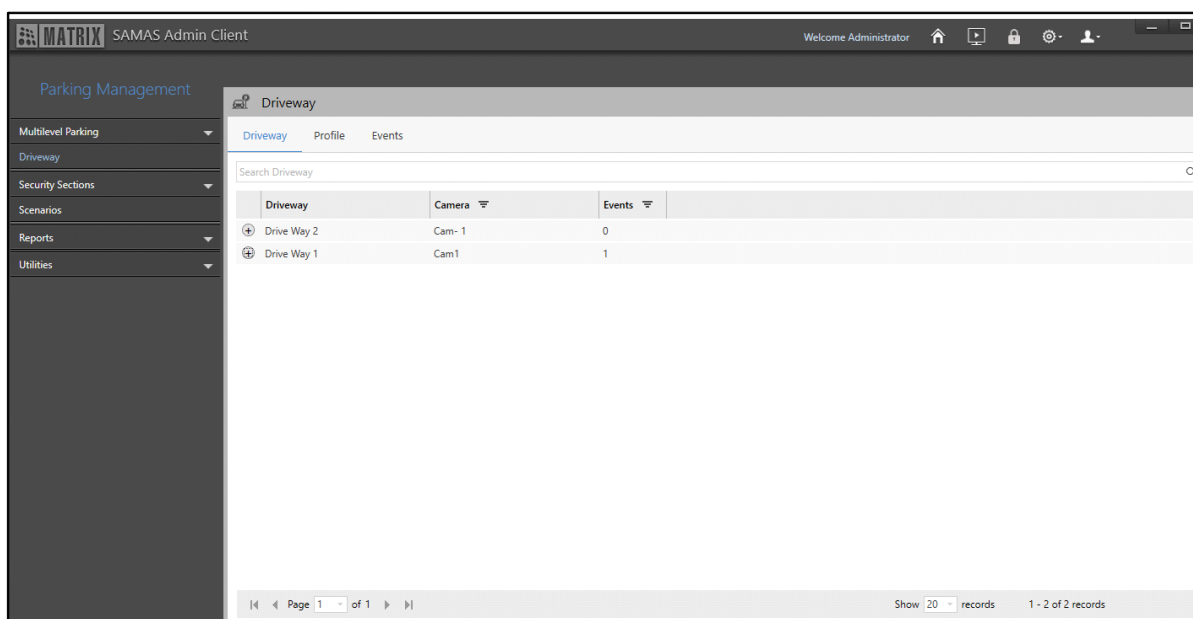 MATRIX SAMAS Admin Client
Welcome Administrator
Parking Management
Multilevel Parking
Driveway
Security Sections
Scenarios
Reports
Utilities
Driveway
Driveway Profile Events
Search Driveway
Driveway Camera Events
Drive Way 2 Cam- 1 0
Drive Way 1 Cam1 1
Page 1 of 1
Show 20 records 1 - 2 of 2 records